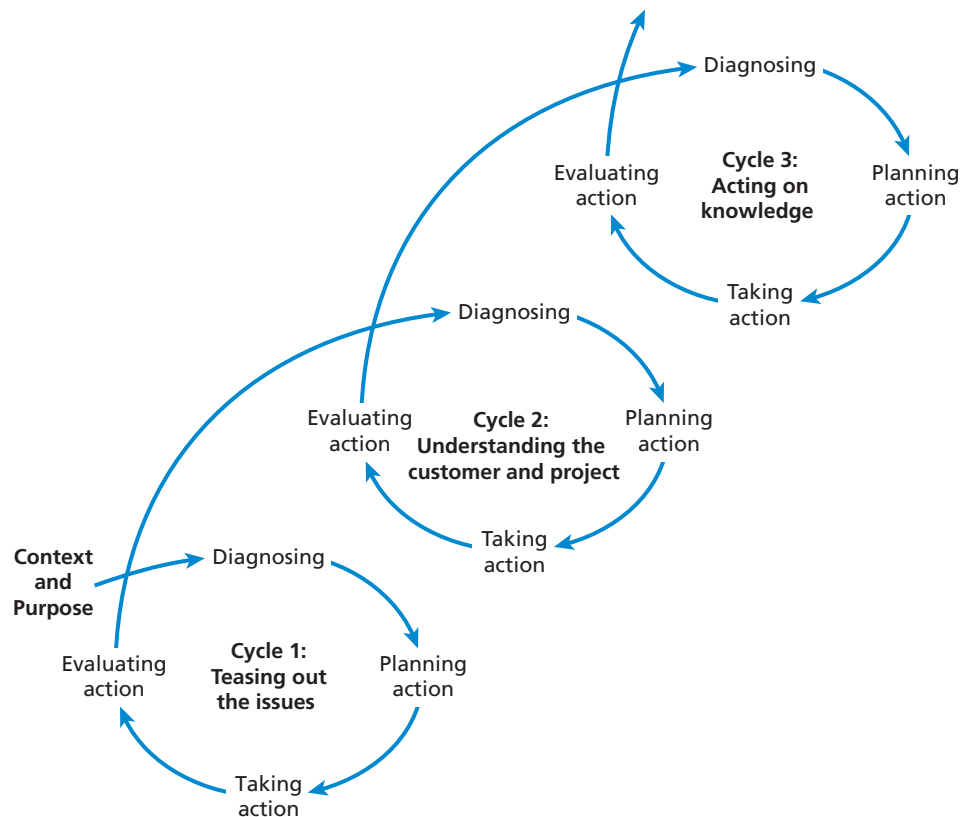 Diagnosing
Evaluating
action
Cycle 3:
Acting on
knowledge
Planning
action
Taking
action
Diagnosing
Evaluating
action
Cycle 2:
Understanding the
customer and project
Planning
action
Taking
action
Context
and
Purpose
Diagnosing
Evaluating
action
Cycle 1:
Teasing out
the issues
Planning
action
Taking
action